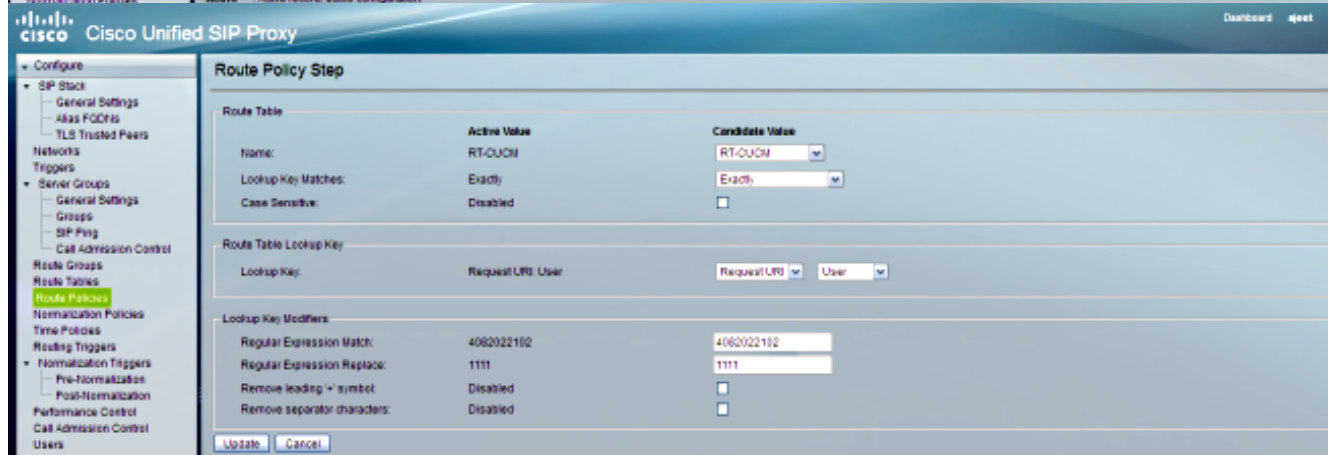 Dashboard ajeet
CISCO Cisco Unified SIP Proxy
Configure
SIP Stack
General Settings
Alias FQDNs
TLS Trusted Peers
Networks
Triggers
Server Groups
General Settings
Groups
SIP Ping
Call Admission Control
Route Groups
Route Tables
Route Policies
Normalization Policies
Time Policies
Routing Triggers
Normalization Triggers
Pre-Normalization
Post-Normalization
Performance Control
Call Admission Control
Users
Route Policy Step
Route Table
Active Value Candidate Value
Name: RT-CUCM RT-CUCM
Lookup Key Matches: Exactly Exactly
Case Sensitive: Disabled
Route Table Lookup Key
Lookup Key: Request URI: User Request URI User
Lookup Key Modifiers
Regular Expression Match: 4082022102 4082022102
Regular Expression Replace: 1111 1111
Remove leading '+' symbol: Disabled
Remove separator characters: Disabled
Update Cancel